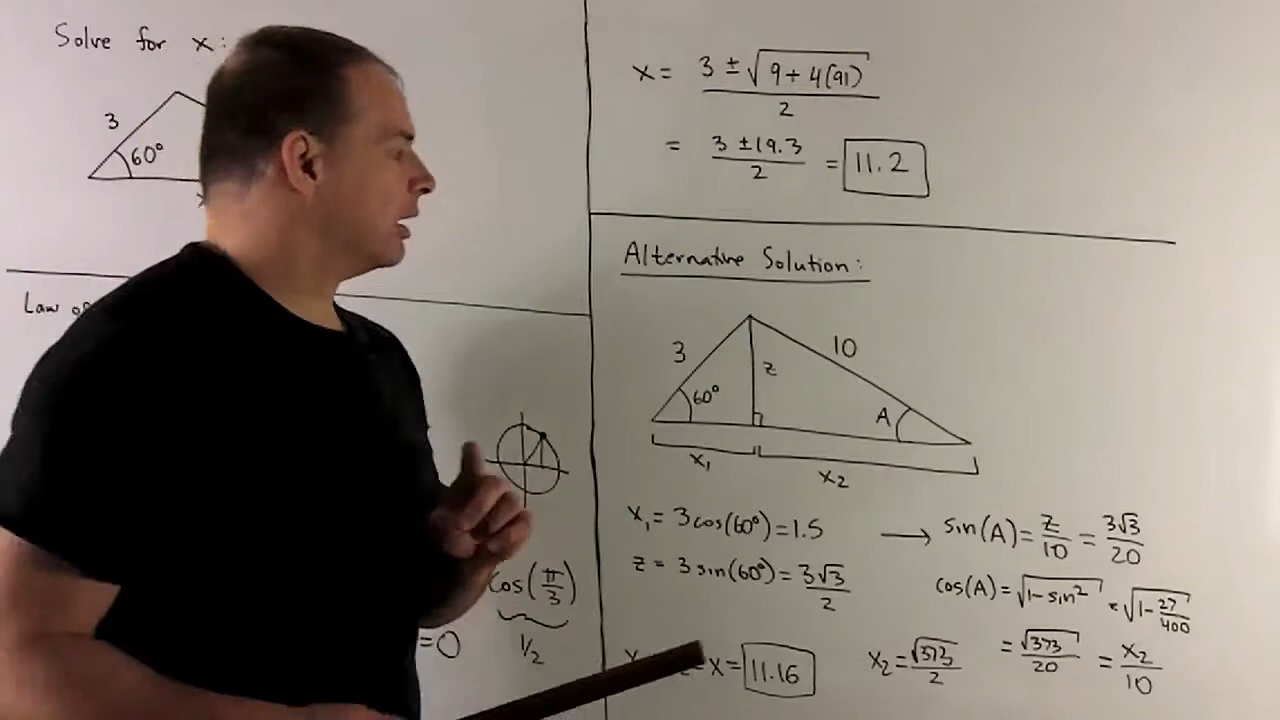 Solve for x:
3
60°
Law of
cos(π/3)
=0
1/2
x = (3 ± √(9 + 4(91)))/2
= (3 ± 19.3)/2 = 11.2
Alternative Solution:
3
10
z
60°
A
x₁
x₂
x₁ = 3cos(60°) = 1.5
z = 3 sin(60°) = 3√3/2
→ sin(A) = z/10 = 3√3/20
cos(A) = √(1-sin²) = √(1-27/400)
= √373/20 = x₂/10
x₂ = √373/2
x = 11.16